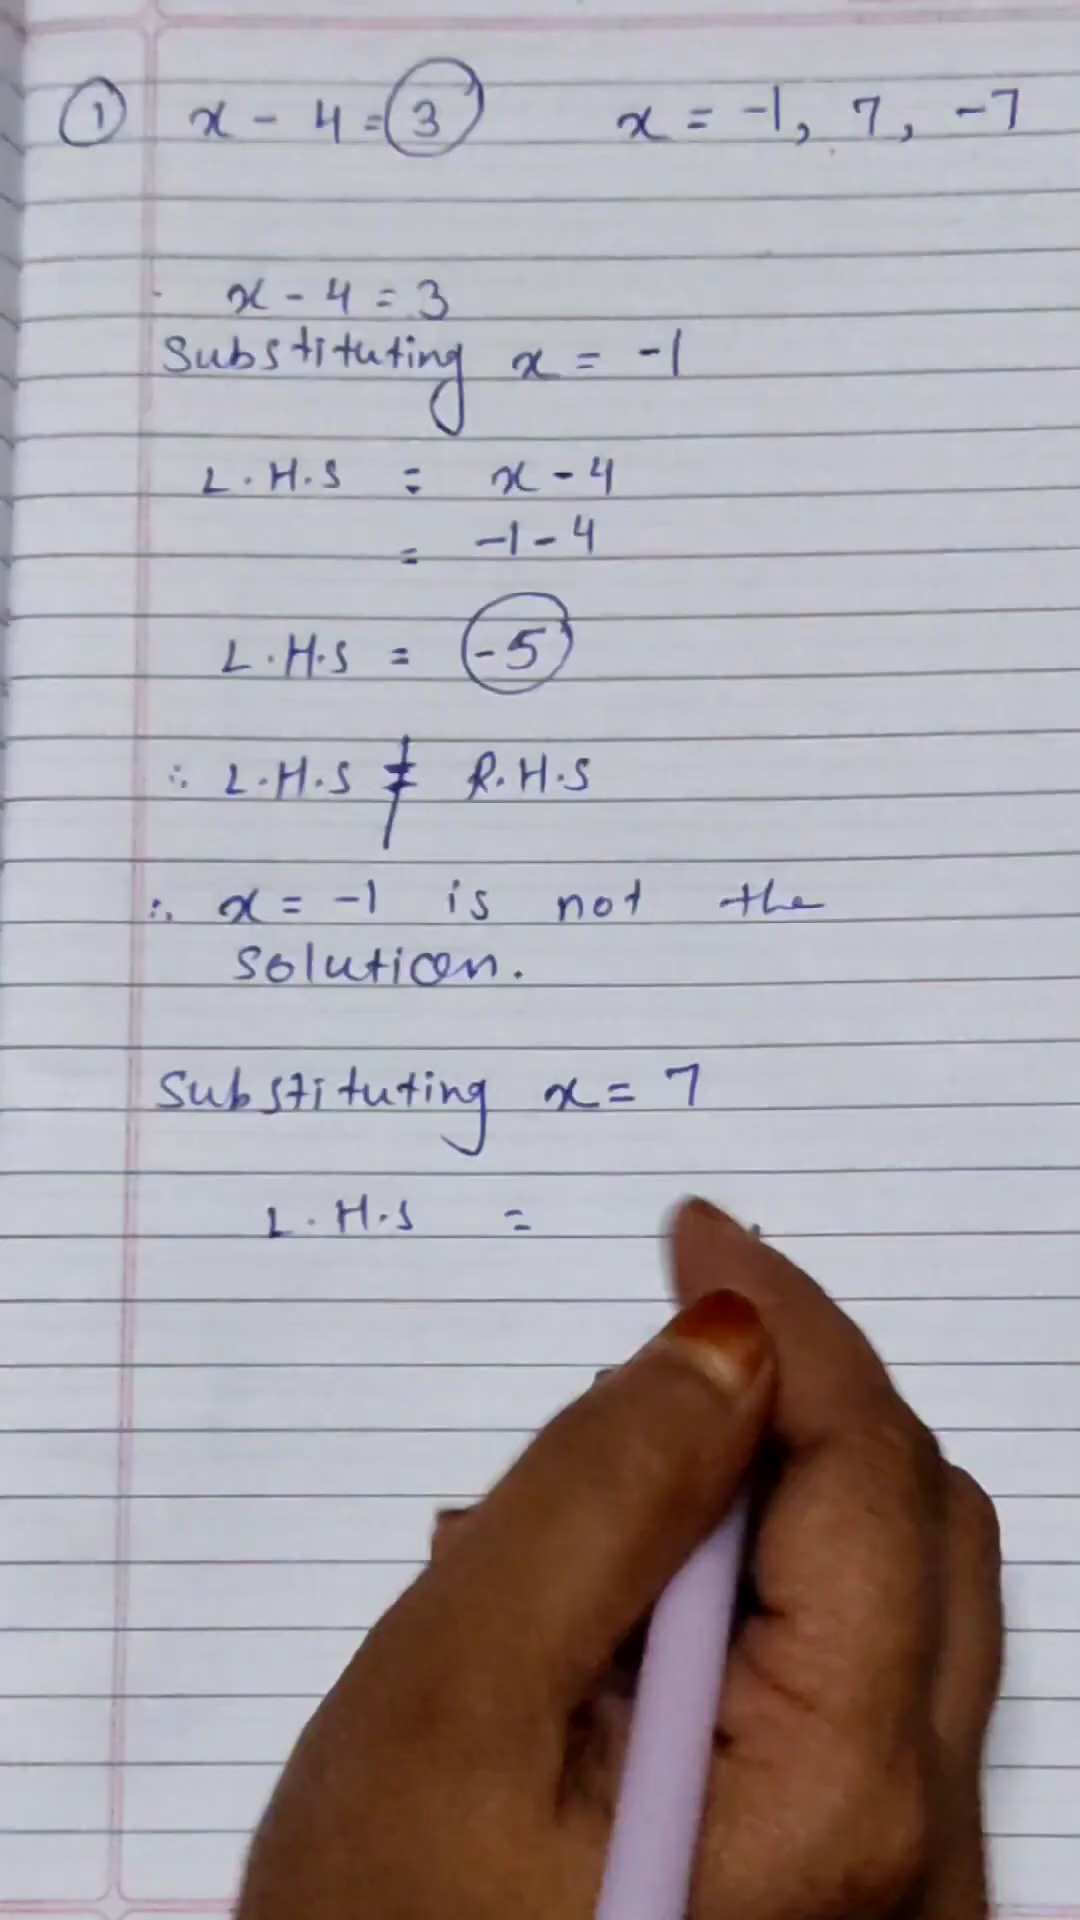 ① x - 4 = 3 x = -1, 7, -7
x - 4 = 3
Substituting x = -1
L.H.S = x - 4
= -1 - 4
L.H.S = -5
∴ L.H.S ≠ R.H.S
∴ x = -1 is not the
solution.
Substituting x = 7
L.H.S =